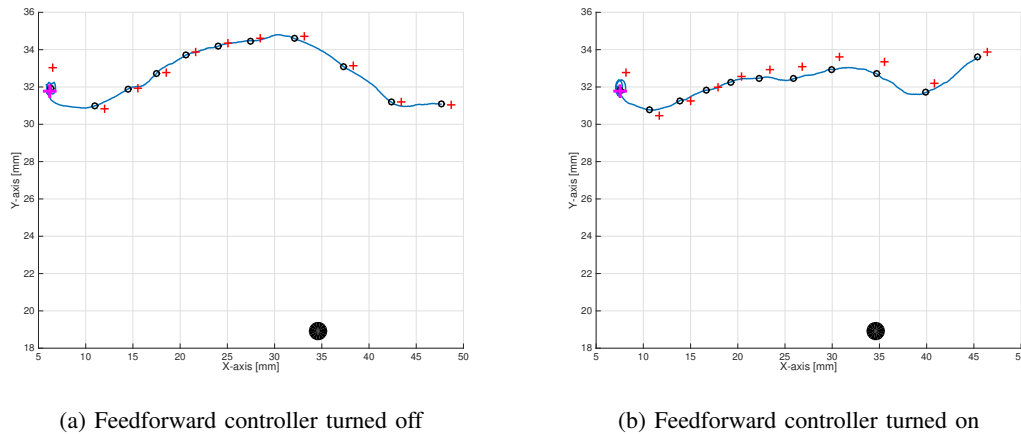 36
34
32
30
28
26
24
22
20
18
Y-axis [mm]
5 10 15 20 25 30 35 40 45 50
X-axis [mm]
(a) Feedforward controller turned off
36
34
32
30
28
26
24
22
20
18
Y-axis [mm]
5 10 15 20 25 30 35 40 45 50
X-axis [mm]
(b) Feedforward controller turned on